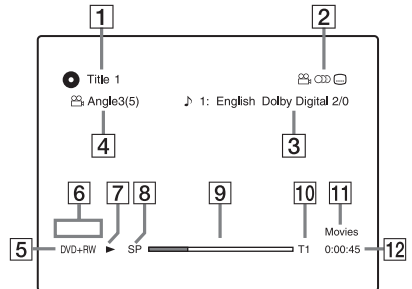 1
2
Title 1
Angle3(5)
♪ 1: English Dolby Digital 2/0
4
3
6
7
8
9
10
11
Movies
5
DVD+RW ► SP
T1
0:00:45
12